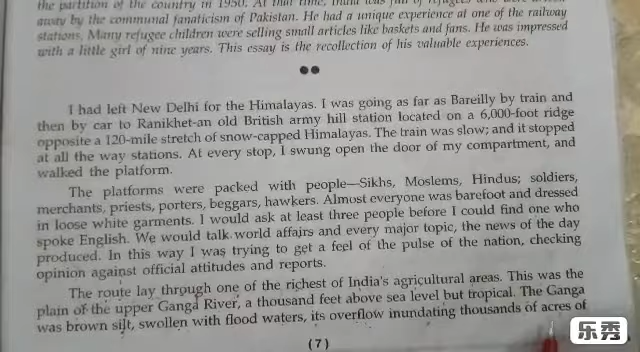 the partition of the country in 1950. At that time, India was full of refugees who were driven
away by the communal fanaticism of Pakistan. He had a unique experience at one of the railway
stations. Many refugee children were selling small articles like baskets and fans. He was impressed
with a little girl of nine years. This essay is the recollection of his valuable experiences.
I had left New Delhi for the Himalayas. I was going as far as Bareilly by train and
then by car to Ranikhet-an old British army hill station located on a 6,000-foot ridge
opposite a 120-mile stretch of snow-capped Himalayas. The train was slow; and it stopped
at all the way stations. At every stop, I swung open the door of my compartment, and
walked the platform.
The platforms were packed with people—Sikhs, Moslems, Hindus; soldiers,
merchants, priests, porters, beggars, hawkers. Almost everyone was barefoot and dressed
in loose white garments. I would ask at least three people before I could find one who
spoke English. We would talk world affairs and every major topic, the news of the day
produced. In this way I was trying to get a feel of the pulse of the nation, checking
opinion against official attitudes and reports.
The route lay through one of the richest of India's agricultural areas. This was the
plain of the upper Ganga River, a thousand feet above sea level but tropical. The Ganga
was brown silt, swollen with flood waters, its overflow inundating thousands of acres of
(7)
乐秀